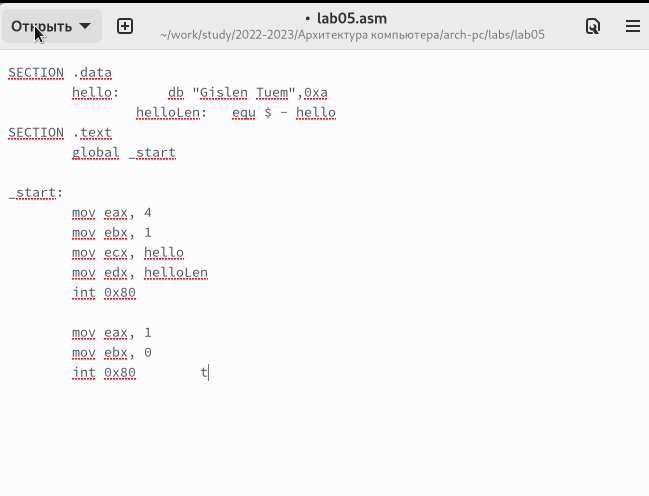 Открыть
• lab05.asm
~/work/study/2022-2023/Архитектура компьютера/arch-pc/labs/lab05
SECTION .data
hello: db "Gislen Tuem",0xa
helloLen: equ $ - hello
SECTION .text
global _start
_start:
mov eax, 4
mov ebx, 1
mov ecx, hello
mov edx, helloLen
int 0x80
mov eax, 1
mov ebx, 0
int 0x80 t